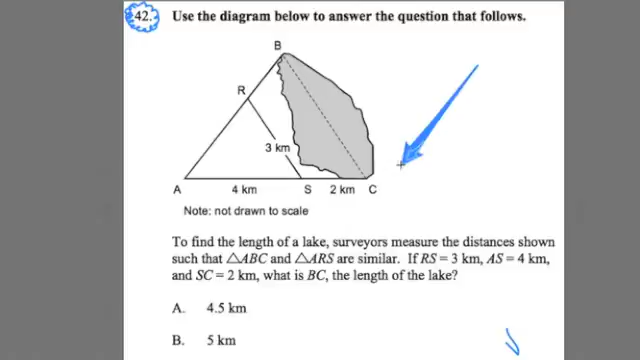 42. Use the diagram below to answer the question that follows.
B
R
3 km
A 4 km S 2 km C
Note: not drawn to scale
To find the length of a lake, surveyors measure the distances shown
such that △ABC and △ARS are similar. If RS = 3 km, AS = 4 km,
and SC = 2 km, what is BC, the length of the lake?
A. 4.5 km
B. 5 km